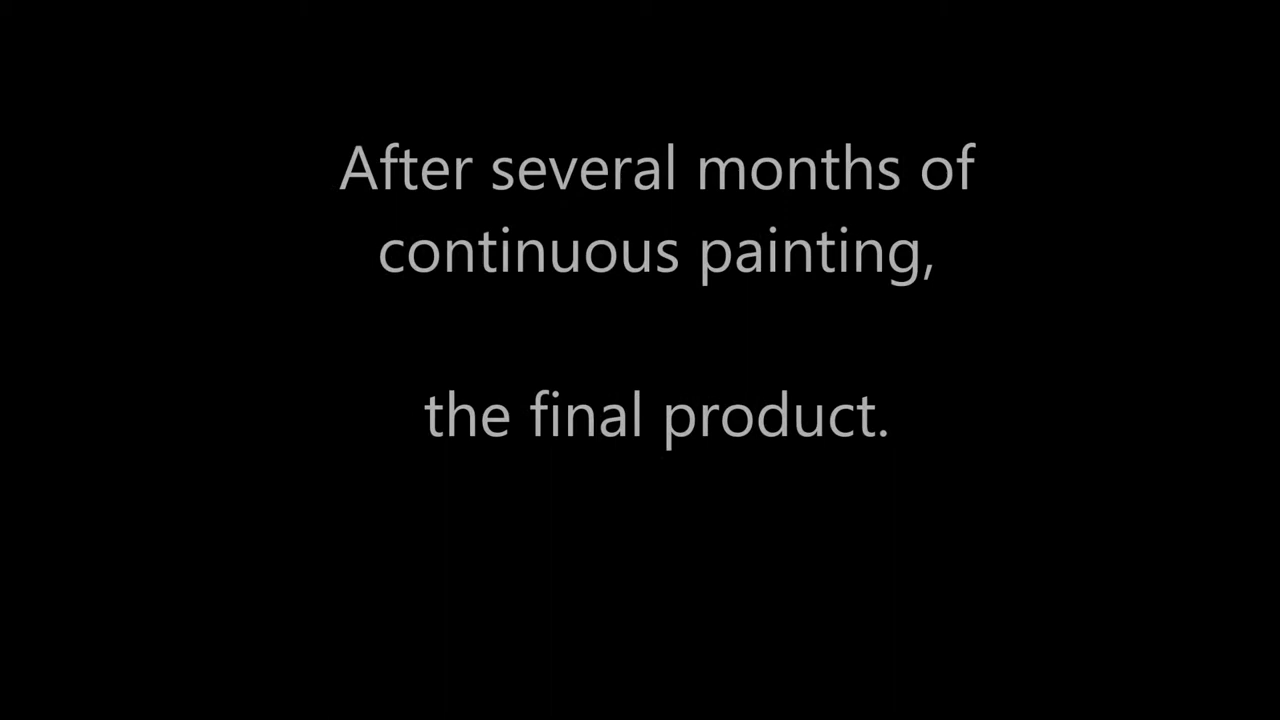 After several months of
continuous painting,
the final product.